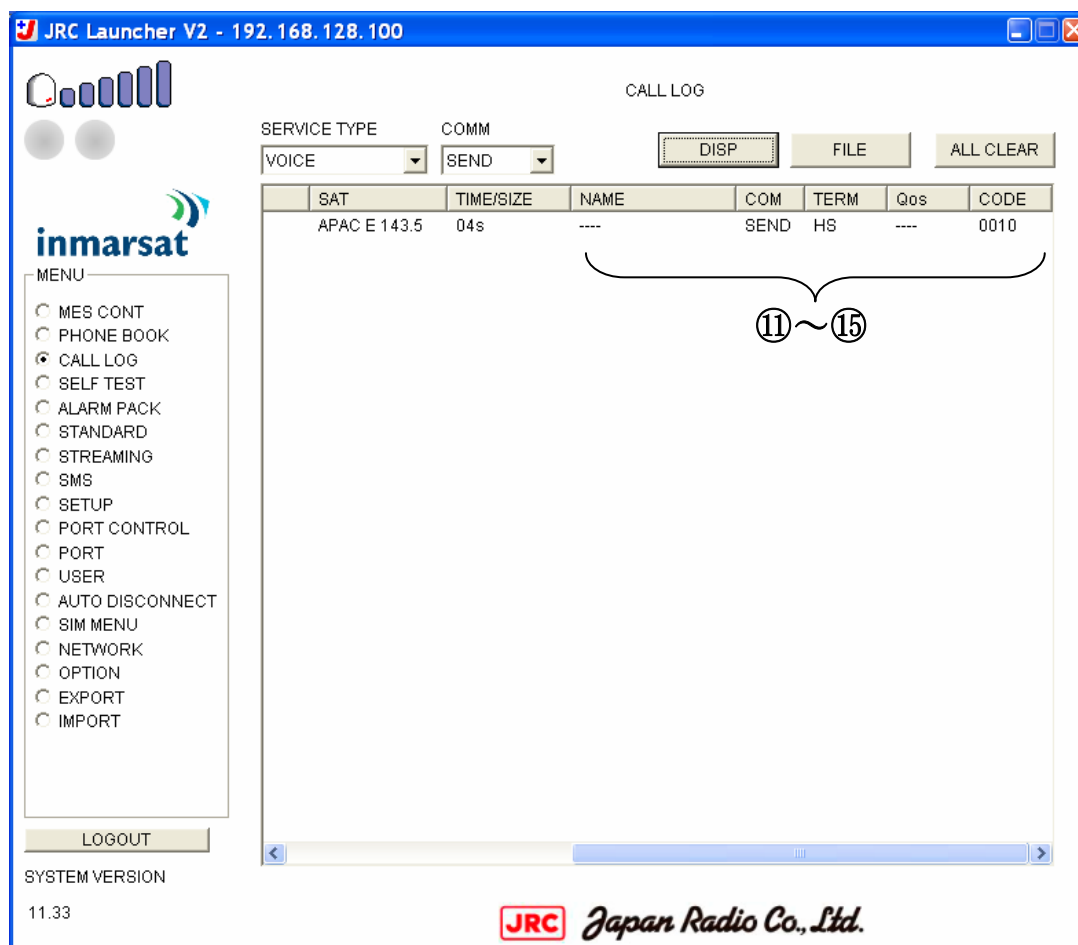 JRC Launcher V2 - 192.168.128.100
CALL LOG
SERVICE TYPE COMM
VOICE SEND DISP FILE ALL CLEAR
SAT TIME/SIZE NAME COM TERM Qos CODE
APAC E 143.5 04s ---- SEND HS ---- 0010
⑪～⑮
inmarsat
MENU
MES CONT
PHONE BOOK
CALL LOG
SELF TEST
ALARM PACK
STANDARD
STREAMING
SMS
SETUP
PORT CONTROL
PORT
USER
AUTO DISCONNECT
SIM MENU
NETWORK
OPTION
EXPORT
IMPORT
LOGOUT
SYSTEM VERSION
11.33
JRC Japan Radio Co., Ltd.